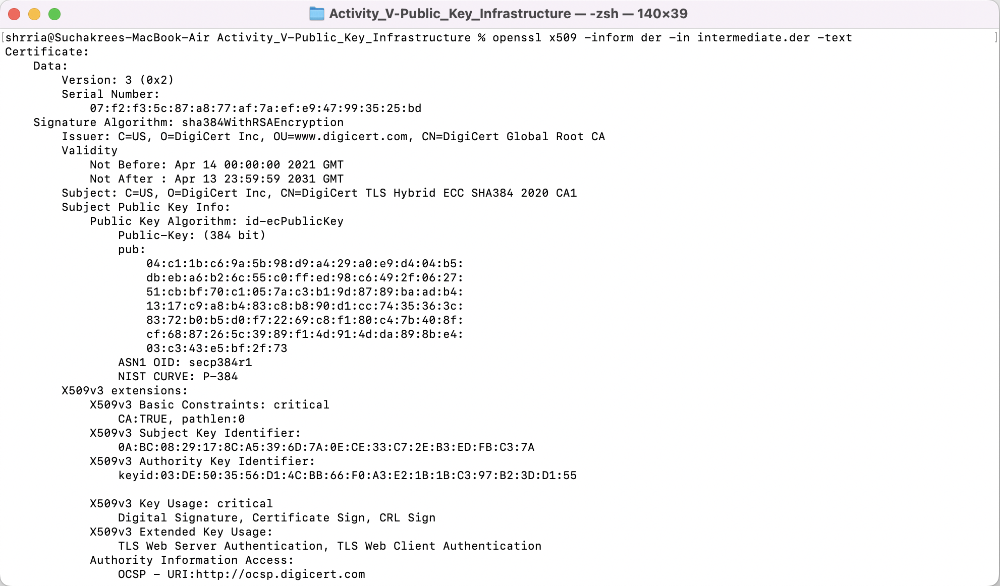 Activity_V-Public_Key_Infrastructure — -zsh — 140×39
[shrria@Suchakrees-MacBook-Air Activity_V-Public_Key_Infrastructure % openssl x509 -inform der -in intermediate.der -text ]
Certificate:
    Data:
        Version: 3 (0x2)
        Serial Number:
            07:f2:f3:5c:87:a8:77:af:7a:ef:e9:47:99:35:25:bd
    Signature Algorithm: sha384WithRSAEncryption
        Issuer: C=US, O=DigiCert Inc, OU=www.digicert.com, CN=DigiCert Global Root CA
        Validity
            Not Before: Apr 14 00:00:00 2021 GMT
            Not After : Apr 13 23:59:59 2031 GMT
        Subject: C=US, O=DigiCert Inc, CN=DigiCert TLS Hybrid ECC SHA384 2020 CA1
        Subject Public Key Info:
            Public Key Algorithm: id-ecPublicKey
                Public-Key: (384 bit)
                pub:
                    04:c1:1b:c6:9a:5b:98:d9:a4:29:a0:e9:d4:04:b5:
                    db:eb:a6:b2:6c:55:c0:ff:ed:98:c6:49:2f:06:27:
                    51:cb:bf:70:c1:05:7a:c3:b1:9d:87:89:ba:ad:b4:
                    13:17:c9:a8:b4:83:c8:b8:90:d1:cc:74:35:36:3c:
                    83:72:b0:b5:d0:f7:22:69:c8:f1:80:c4:7b:40:8f:
                    cf:68:87:26:5c:39:89:f1:4d:91:4d:da:89:8b:e4:
                    03:c3:43:e5:bf:2f:73
                ASN1 OID: secp384r1
                NIST CURVE: P-384
        X509v3 extensions:
            X509v3 Basic Constraints: critical
                CA:TRUE, pathlen:0
            X509v3 Subject Key Identifier:
                0A:BC:08:29:17:8C:A5:39:6D:7A:0E:CE:33:C7:2E:B3:ED:FB:C3:7A
            X509v3 Authority Key Identifier:
                keyid:03:DE:50:35:56:D1:4C:BB:66:F0:A3:E2:1B:1B:C3:97:B2:3D:D1:55
            X509v3 Key Usage: critical
                Digital Signature, Certificate Sign, CRL Sign
            X509v3 Extended Key Usage:
                TLS Web Server Authentication, TLS Web Client Authentication
            Authority Information Access:
                OCSP - URI:http://ocsp.digicert.com